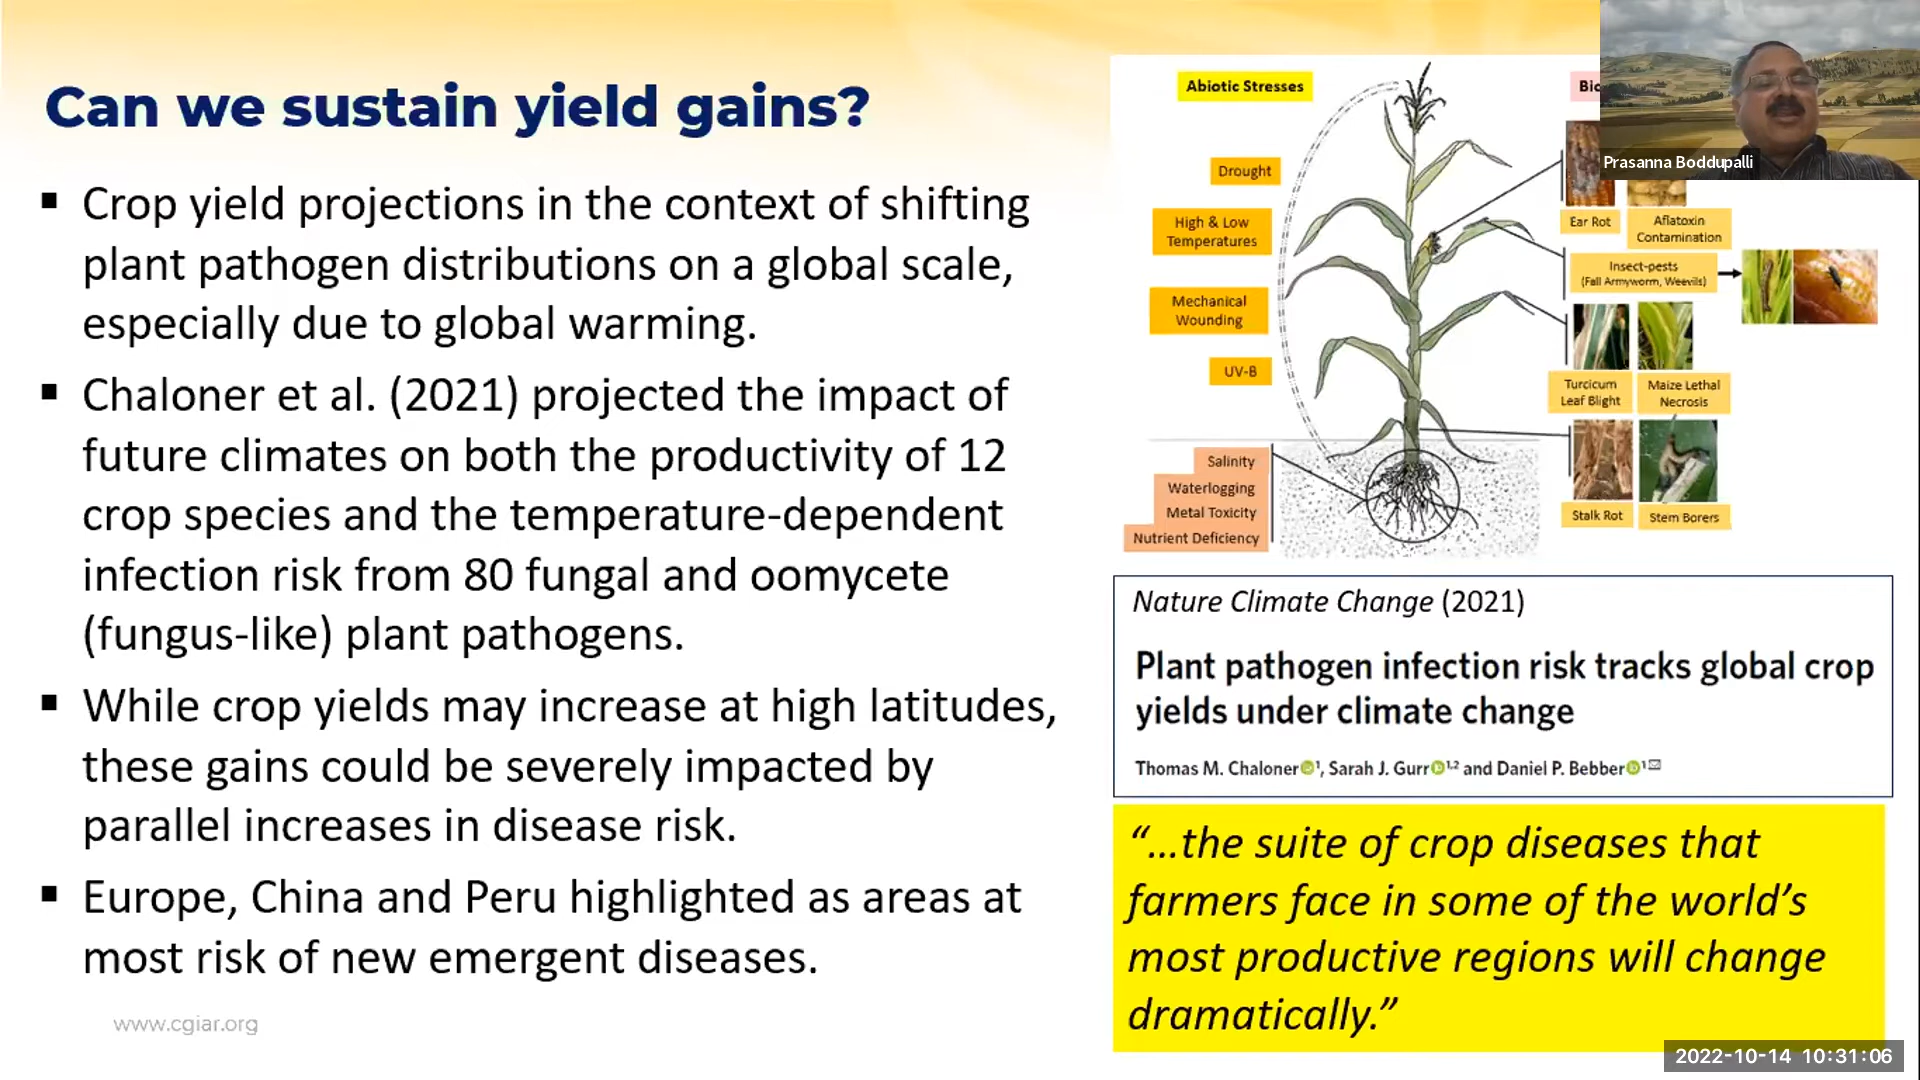 Can we sustain yield gains?
▪ Crop yield projections in the context of shifting
plant pathogen distributions on a global scale,
especially due to global warming.
▪ Chaloner et al. (2021) projected the impact of
future climates on both the productivity of 12
crop species and the temperature-dependent
infection risk from 80 fungal and oomycete
(fungus-like) plant pathogens.
▪ While crop yields may increase at high latitudes,
these gains could be severely impacted by
parallel increases in disease risk.
▪ Europe, China and Peru highlighted as areas at
most risk of new emergent diseases.
www.cgiar.org
Abiotic Stresses
Drought
High & Low
Temperatures
Mechanical
Wounding
UV-B
Salinity
Waterlogging
Metal Toxicity
Nutrient Deficiency
Prasanna Boddupalli
Ear Rot
Aflatoxin
Contamination
Insect-pests
(Fall Armyworm, Weevils)
Turcicum
Leaf Blight
Maize Lethal
Necrosis
Stalk Rot
Stem Borers
Nature Climate Change (2021)
Plant pathogen infection risk tracks global crop
yields under climate change
Thomas M. Chaloner1, Sarah J. Gurr1,2 and Daniel P. Bebber1
“...the suite of crop diseases that
farmers face in some of the world’s
most productive regions will change
dramatically.”
2022-10-14 10:31:06